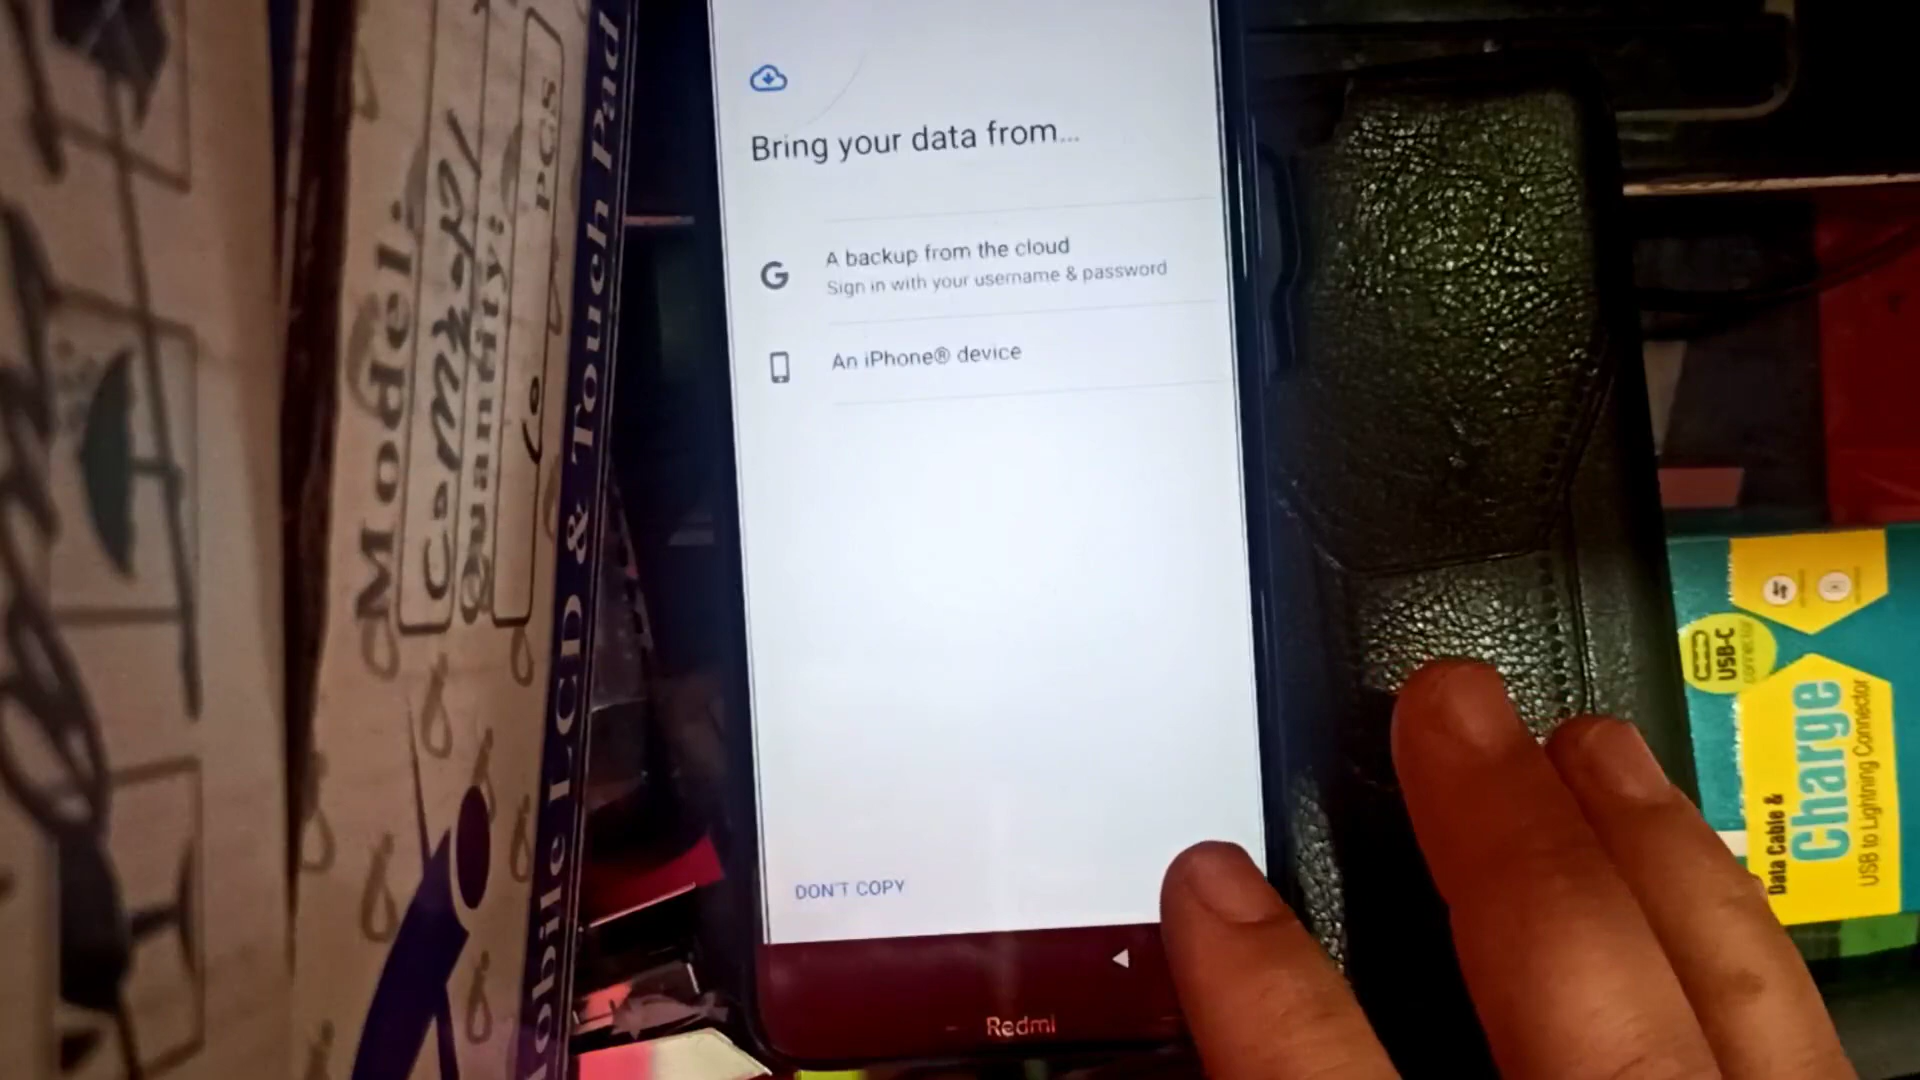 Bring your data from...
A backup from the cloud
Sign in with your username & password
An iPhone® device
DON'T COPY
Redmi
Model:
Quantity:
PCS
Mobile LCD & Touch Pad
USB-C
connector
Data Cable &
Charge
USB to Lightning Connector